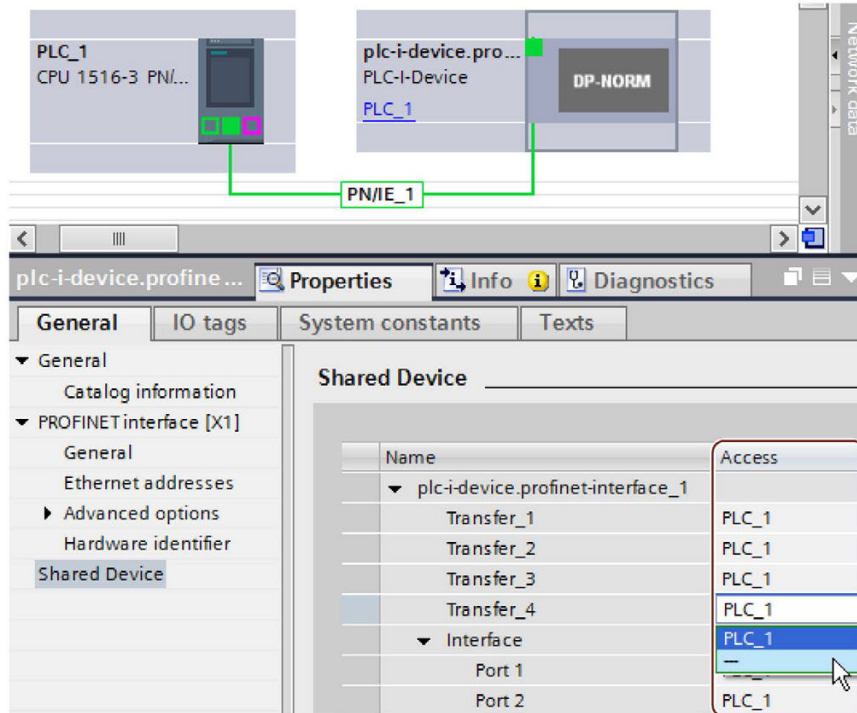 PLC_1
CPU 1516-3 PN/...
plc-i-device.pro...
PLC-I-Device
PLC_1
DP-NORM
PN/IE_1
Network data
plc-i-device.profine...
Properties
Info
Diagnostics
General
IO tags
System constants
Texts
General
Catalog information
PROFINET interface [X1]
General
Ethernet addresses
Advanced options
Hardware identifier
Shared Device
Shared Device
Name Access
plc-i-device.profinet-interface_1
Transfer_1 PLC_1
Transfer_2 PLC_1
Transfer_3 PLC_1
Transfer_4 PLC_1
Interface PLC_1
—
Port 1
Port 2 PLC_1